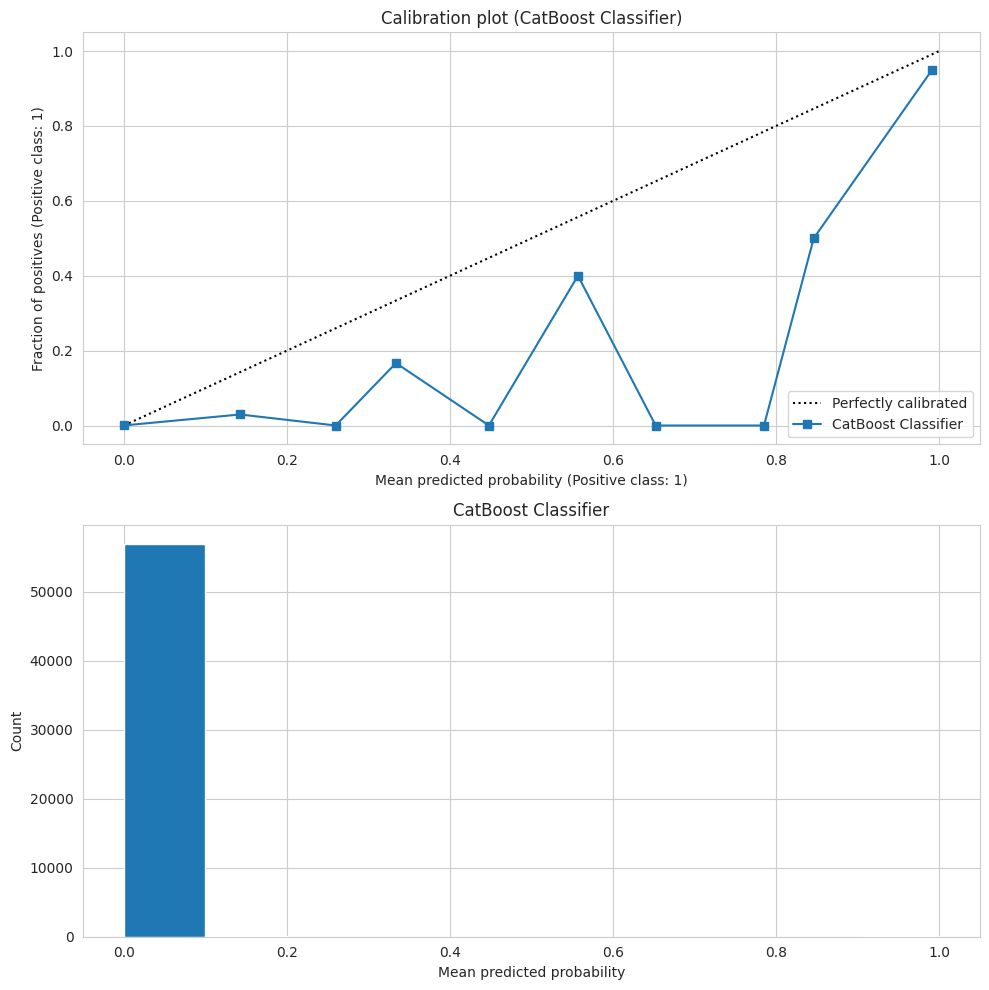 Calibration plot (CatBoost Classifier)
1.0
0.8
0.6
0.4
0.2
0.0
Fraction of positives (Positive class: 1)
Perfectly calibrated
CatBoost Classifier
0.0 0.2 0.4 0.6 0.8 1.0
Mean predicted probability (Positive class: 1)
CatBoost Classifier
50000
40000
30000
20000
10000
0
Count
0.0 0.2 0.4 0.6 0.8 1.0
Mean predicted probability